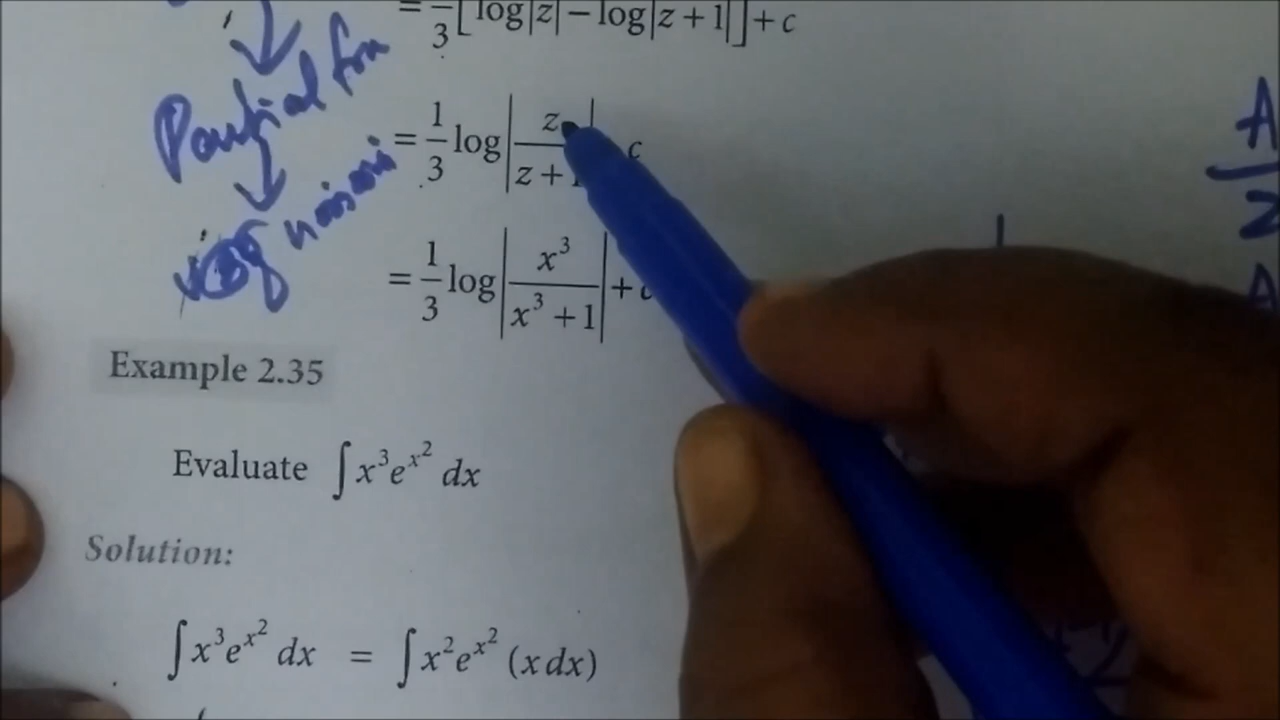 = 1/3 [log|z| − log|z + 1|] + c
Partial fra
= 1/3 log|z/(z + 1)| c
= 1/3 log|x³/(x³ + 1)| + c
Example 2.35
Evaluate ∫x³e^(x²) dx
Solution:
∫x³e^(x²) dx = ∫x²e^(x²) (x dx)
A
A